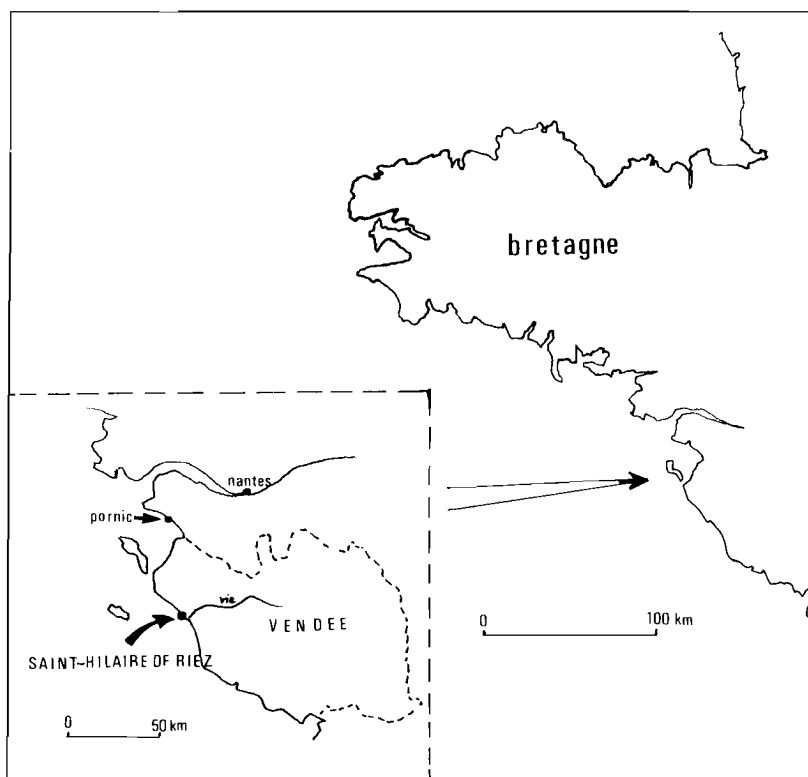 bretagne
nantes
pornic
vie
VENDEE
SAINT-HILAIRE DE RIEZ
0 50 km
0 100 km